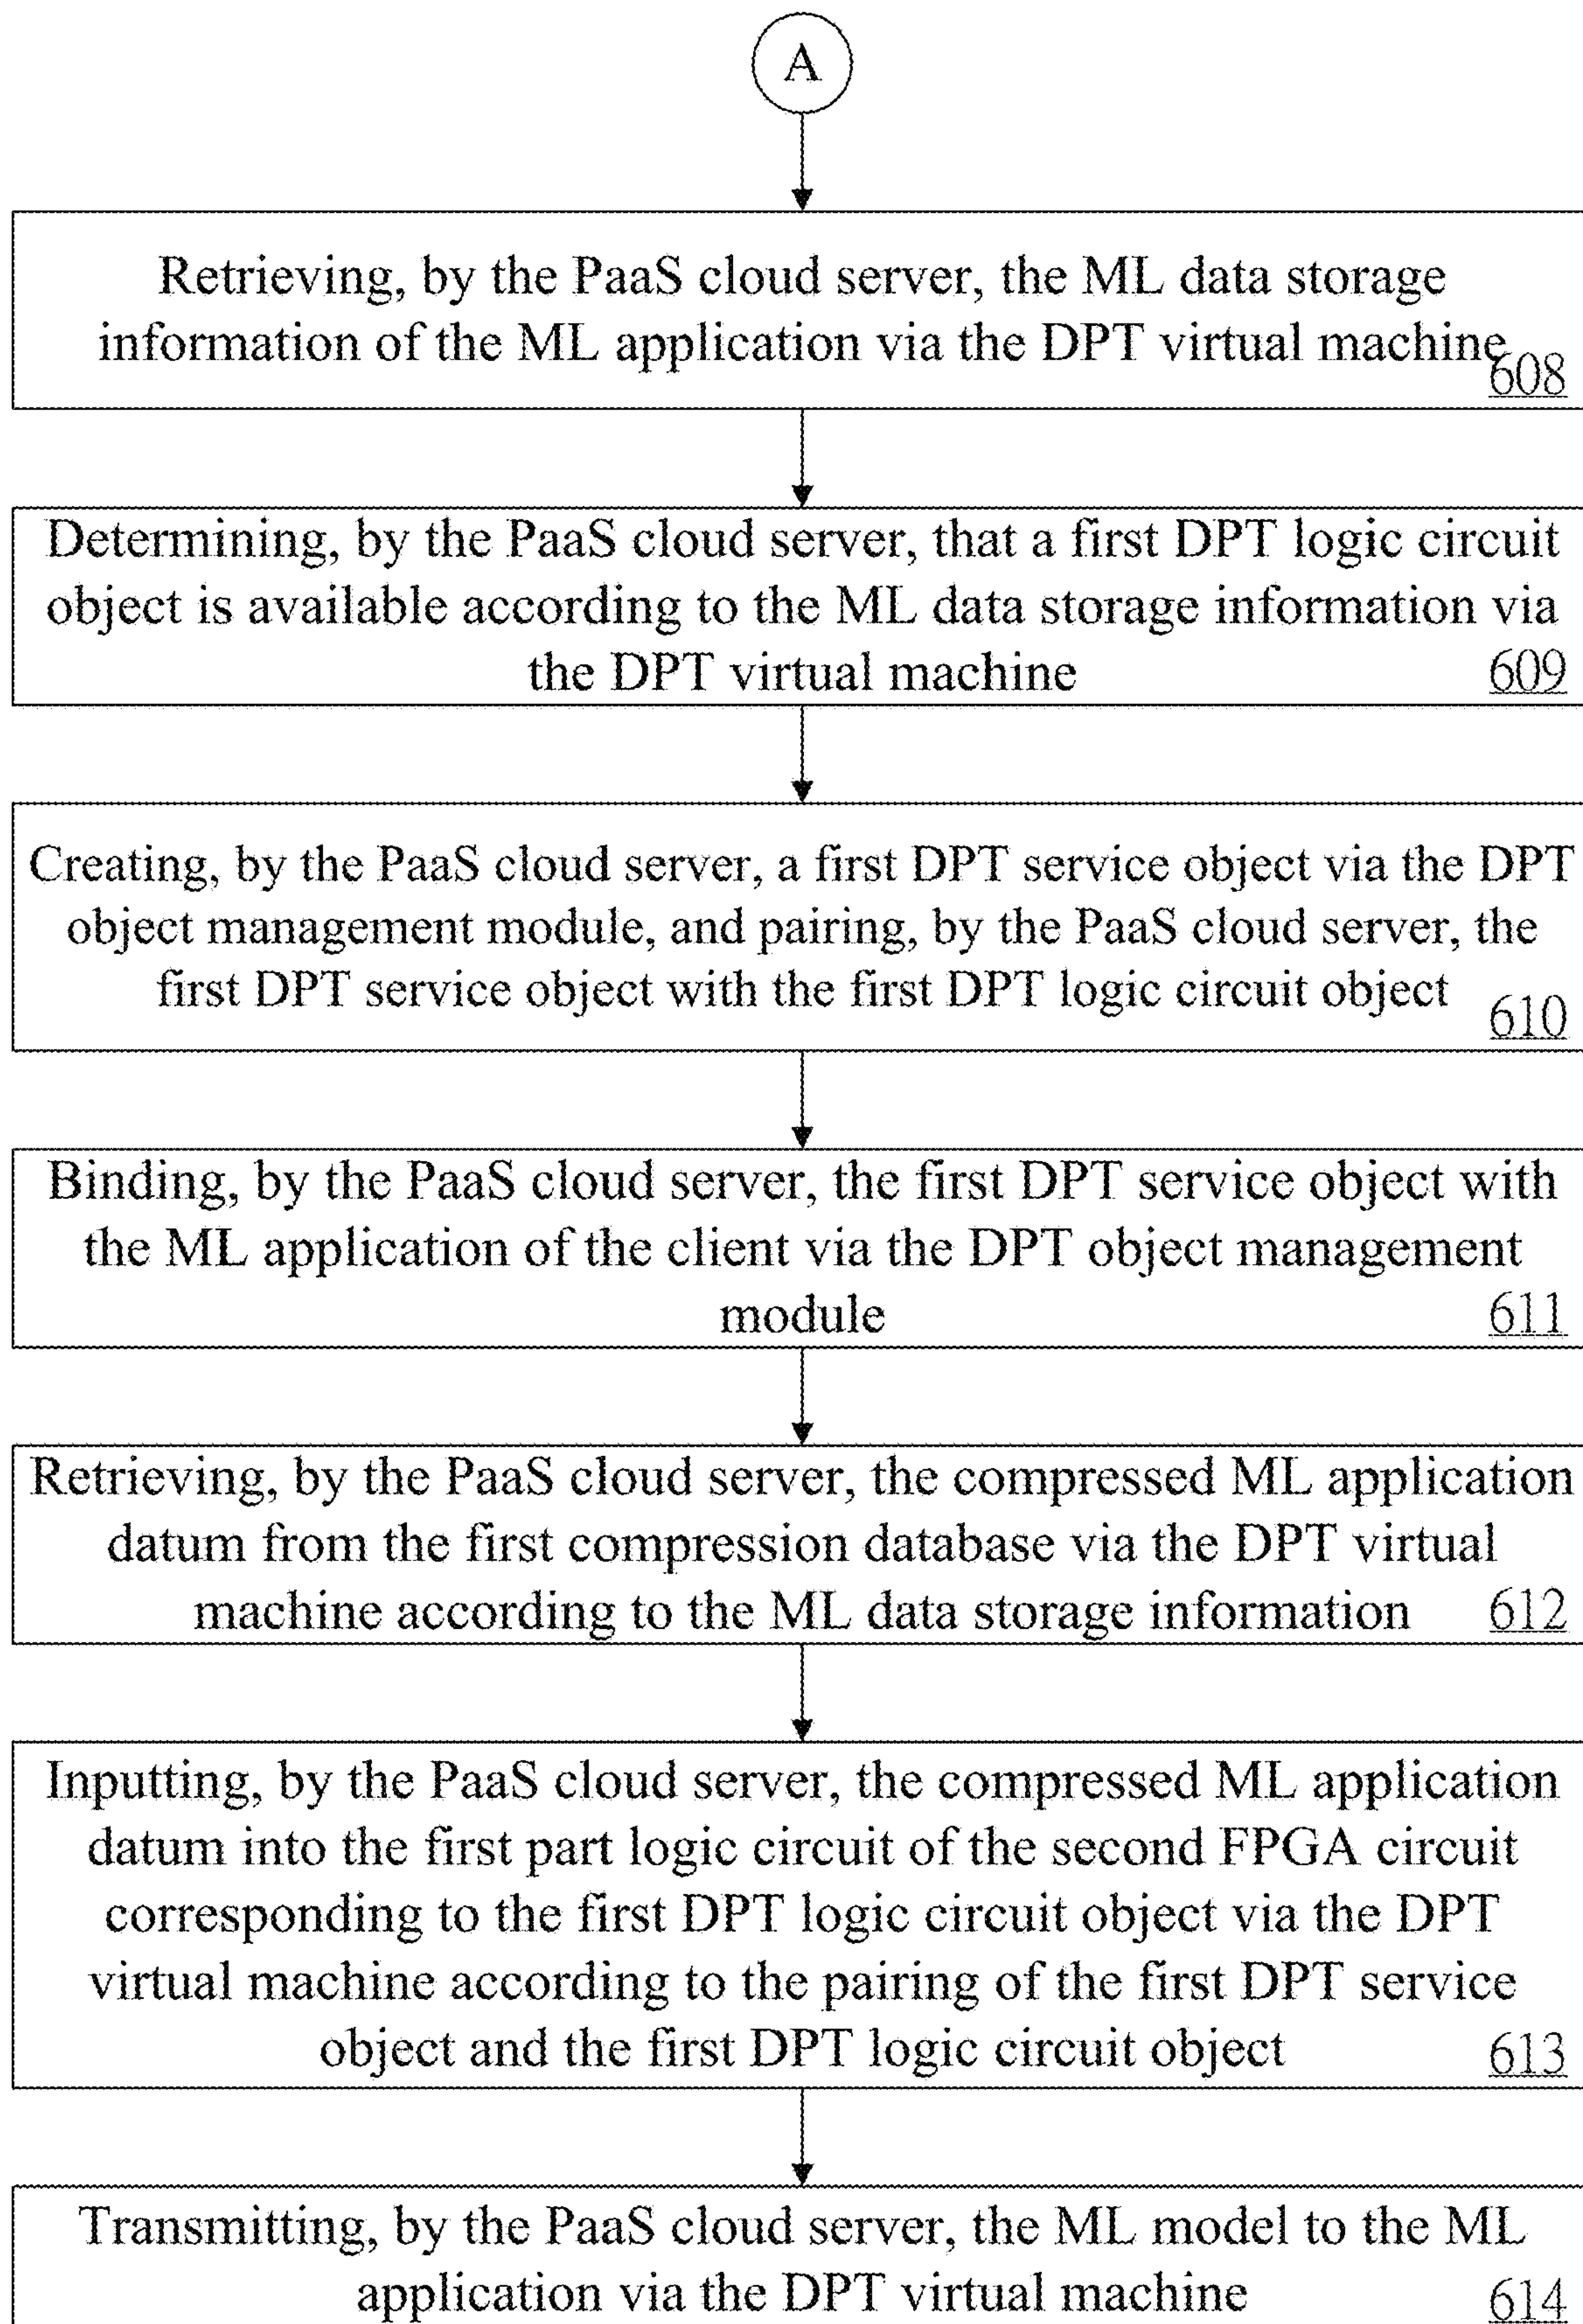 A
Retrieving, by the PaaS cloud server, the ML data storage
information of the ML application via the DPT virtual machine
608
Determining, by the PaaS cloud server, that a first DPT logic circuit
object is available according to the ML data storage information via
the DPT virtual machine
609
Creating, by the PaaS cloud server, a first DPT service object via the DPT
object management module, and pairing, by the PaaS cloud server, the
first DPT service object with the first DPT logic circuit object
610
Binding, by the PaaS cloud server, the first DPT service object with
the ML application of the client via the DPT object management
module
611
Retrieving, by the PaaS cloud server, the compressed ML application
datum from the first compression database via the DPT virtual
machine according to the ML data storage information
612
Inputting, by the PaaS cloud server, the compressed ML application
datum into the first part logic circuit of the second FPGA circuit
corresponding to the first DPT logic circuit object via the DPT
virtual machine according to the pairing of the first DPT service
object and the first DPT logic circuit object
613
Transmitting, by the PaaS cloud server, the ML model to the ML
application via the DPT virtual machine
614